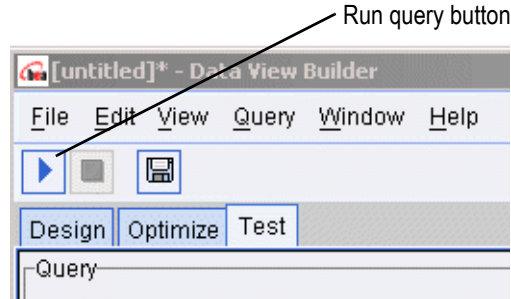 Run query button
[untitled]* - Data View Builder
File Edit View Query Window Help
Design Optimize Test
Query